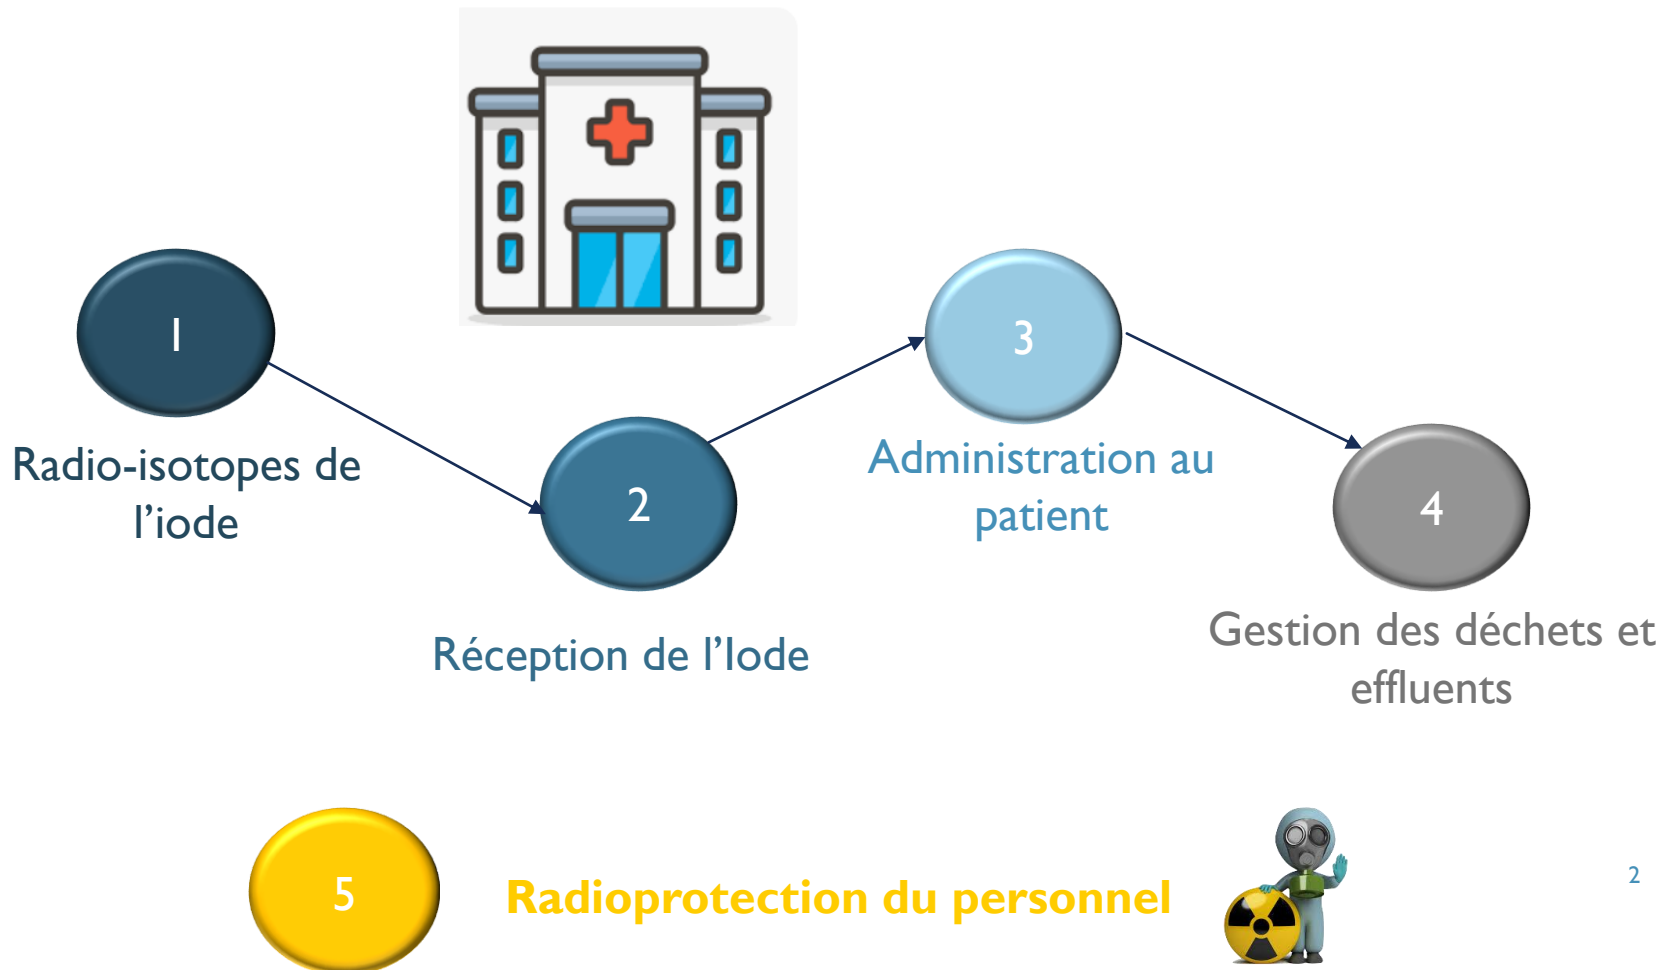 1
Radio-isotopes de
l’iode
2
Réception de l’Iode
3
Administration au
patient
4
Gestion des déchets et
effluents
5
Radioprotection du personnel
2